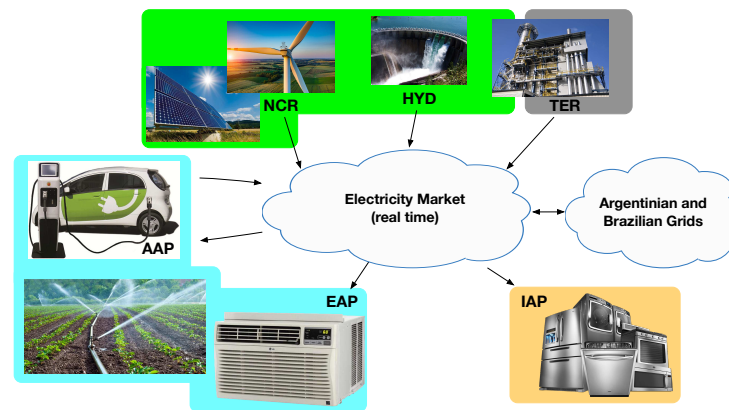 NCR
HYD
TER
Electricity Market
(real time)
Argentinian and
Brazilian Grids
AAP
EAP
IAP